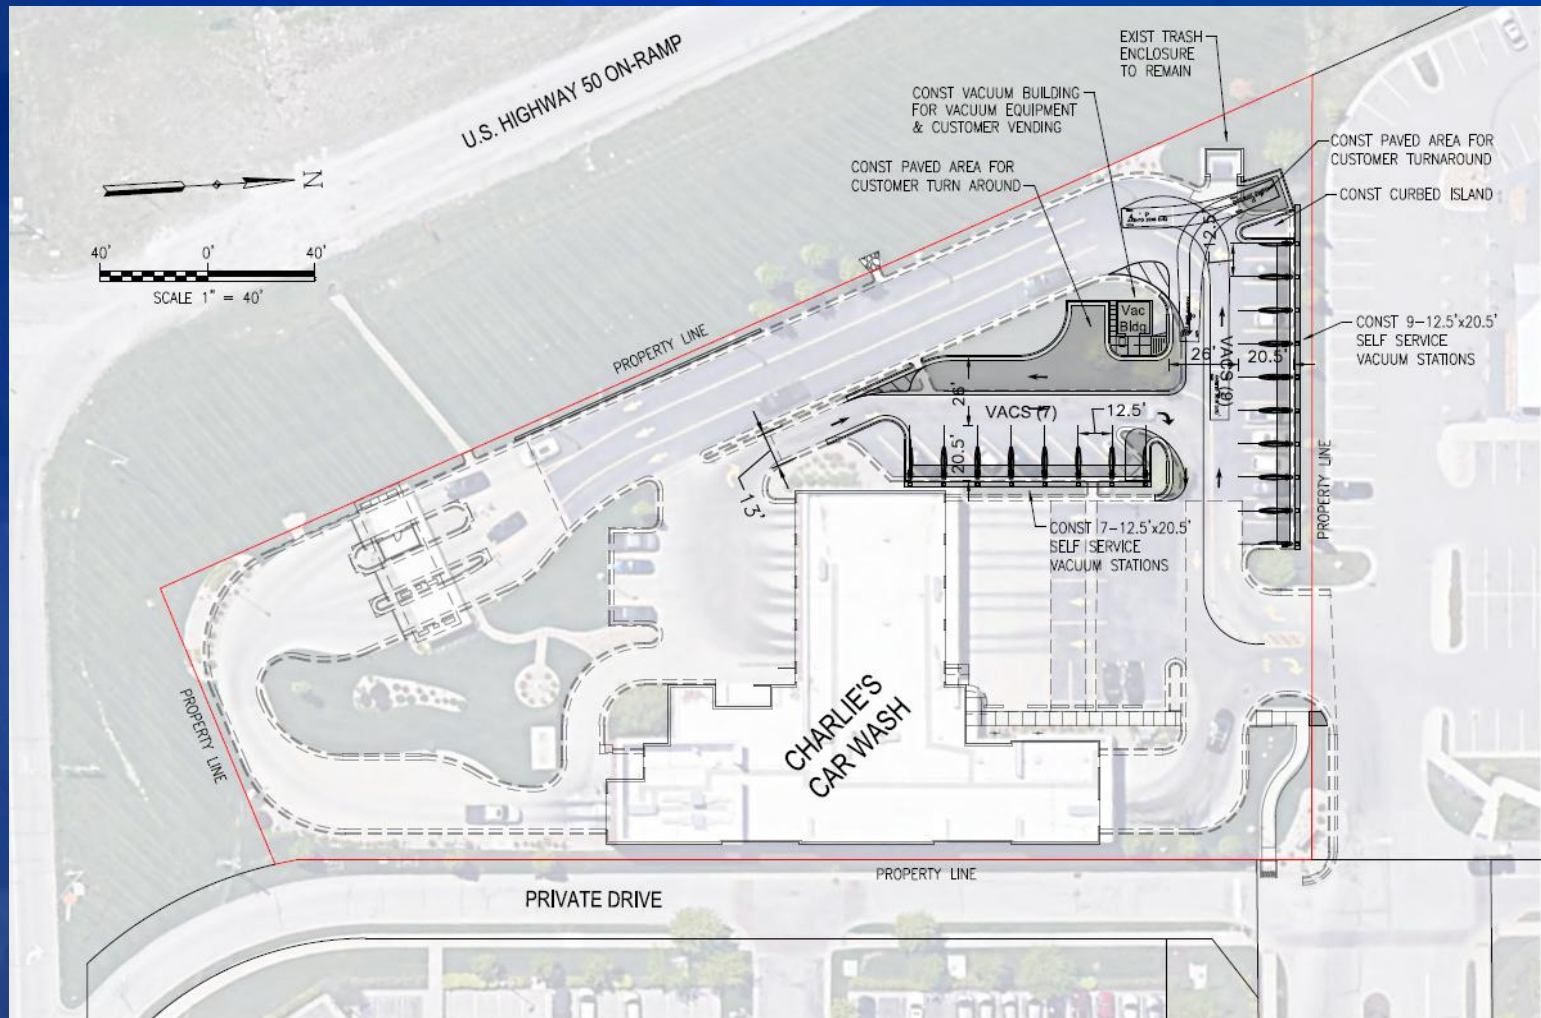 U.S. HIGHWAY 50 ON-RAMP
EXIST TRASH
ENCLOSURE
TO REMAIN
CONST VACUUM BUILDING
FOR VACUUM EQUIPMENT
& CUSTOMER VENDING
CONST PAVED AREA FOR
CUSTOMER TURN AROUND
CONST PAVED AREA FOR
CUSTOMER TURNAROUND
CONST CURBED ISLAND
N
40' 0' 40'
SCALE 1" = 40'
12.5'
PROPERTY LINE
Vac
Bldg
CONST 9-12.5'x20.5'
SELF SERVICE
VACUUM STATIONS
26'
20.5'
VACS (9)
26'
VACS (7)
12.5'
20.5'
13'
PROPERTY LINE
CONST 7-12.5'x20.5'
SELF SERVICE
VACUUM STATIONS
PROPERTY LINE
CHARLIE'S
CAR WASH
PROPERTY LINE
PRIVATE DRIVE